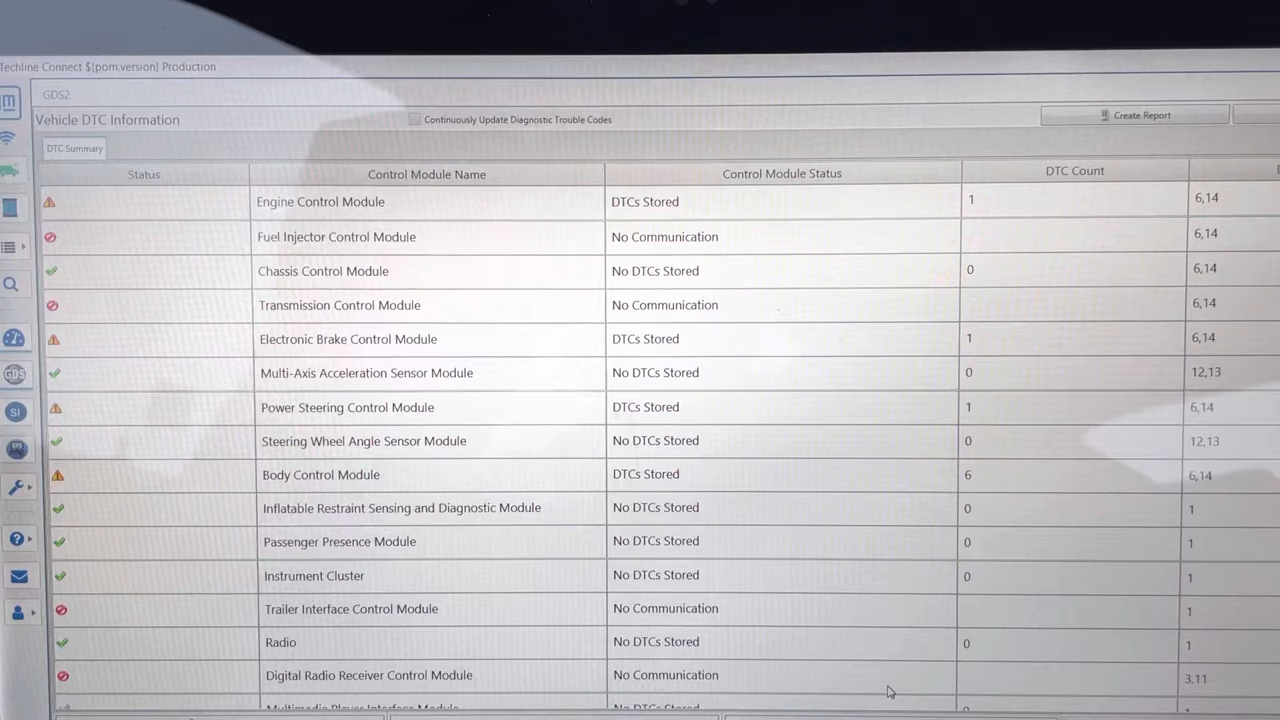 Techline Connect ${pom.version} Production
GDS2
Vehicle DTC Information Continuously Update Diagnostic Trouble Codes Create Report
DTC Summary
Status Control Module Name Control Module Status DTC Count
Engine Control Module DTCs Stored 1 6,14
Fuel Injector Control Module No Communication 6,14
Chassis Control Module No DTCs Stored 0 6,14
Transmission Control Module No Communication 6,14
Electronic Brake Control Module DTCs Stored 1 6,14
Multi-Axis Acceleration Sensor Module No DTCs Stored 0 12,13
Power Steering Control Module DTCs Stored 1 6,14
Steering Wheel Angle Sensor Module No DTCs Stored 0 12,13
Body Control Module DTCs Stored 6 6,14
Inflatable Restraint Sensing and Diagnostic Module No DTCs Stored 0 1
Passenger Presence Module No DTCs Stored 0 1
Instrument Cluster No DTCs Stored 0 1
Trailer Interface Control Module No Communication 1
Radio No DTCs Stored 0 1
Digital Radio Receiver Control Module No Communication 3,11
Multimedia Player Interface Module No DTCs Stored 0
GDS
SI